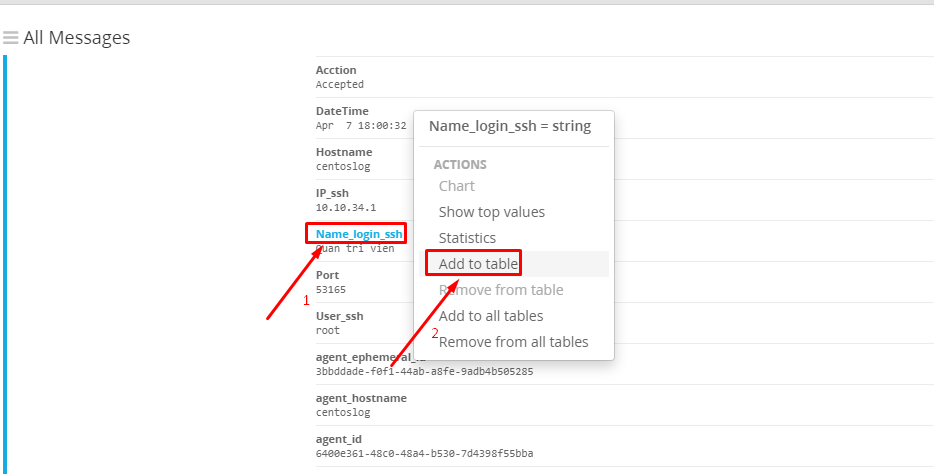 All Messages
Acction
Accepted
DateTime
Apr 7 18:00:32
Hostname
centoslog
IP_ssh
10.10.34.1
Name_login_ssh
Quan tri vien
Port
53165
User_ssh
root
agent_ephemeral_id
3bbddade-f0f1-44ab-a8fe-9adb4b505285
agent_hostname
centoslog
agent_id
6400e361-48c0-48a4-b530-7d4398f55bba
Name_login_ssh = string
ACTIONS
Chart
Show top values
Statistics
Add to table
Remove from table
Add to all tables
Remove from all tables
1
2